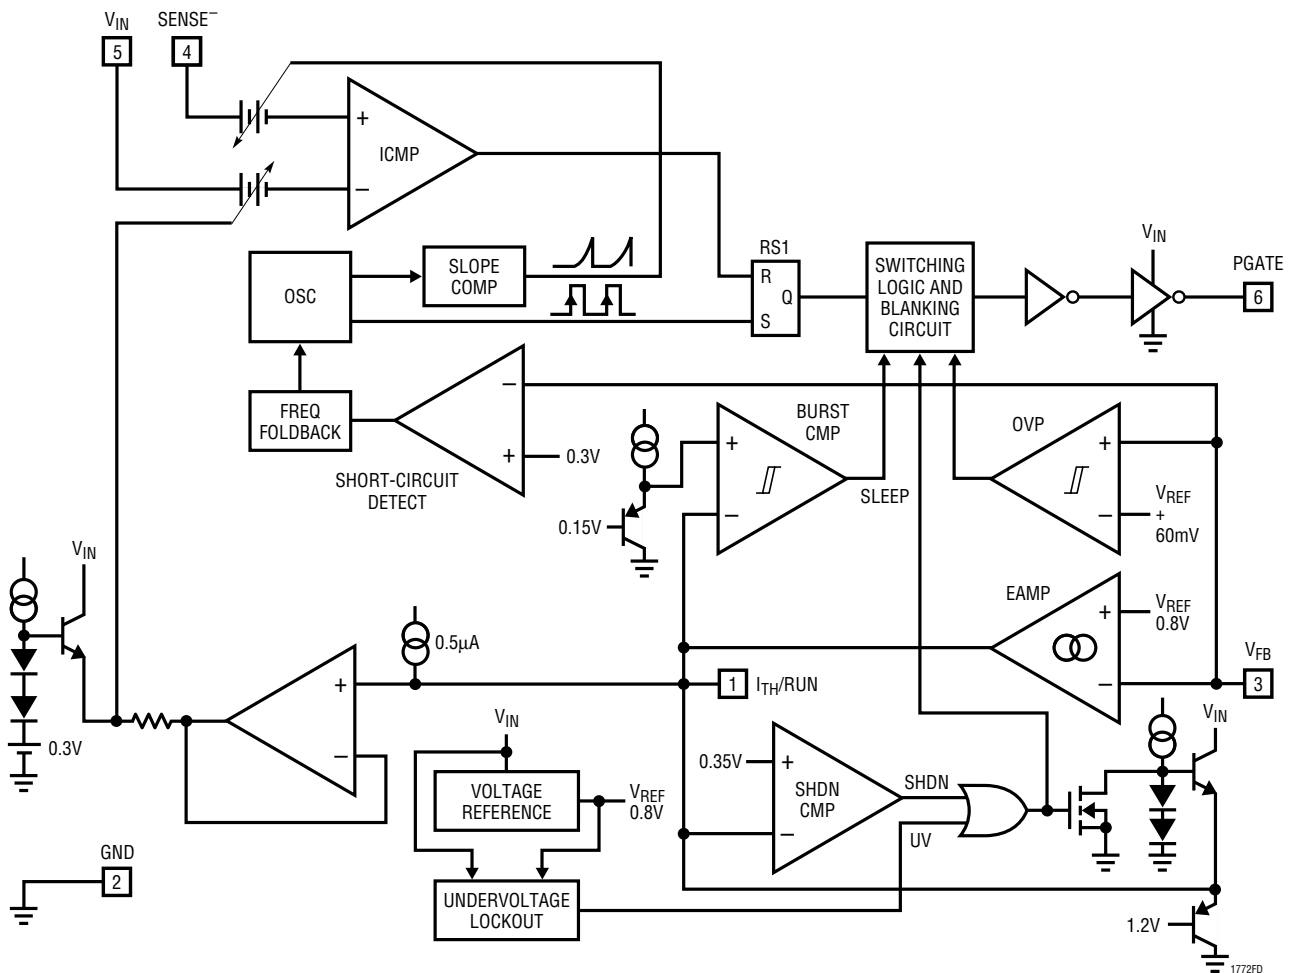 VIN
SENSE–
5
4
+
ICMP
–
VIN
RS1
PGATE
OSC
SLOPE
COMP
R
Q
S
SWITCHING
LOGIC AND
BLANKING
CIRCUIT
6
FREQ
FOLDBACK
–
+
0.3V
SHORT-CIRCUIT
DETECT
BURST
CMP
+
–
0.15V
SLEEP
OVP
+
–
VREF
+
60mV
VIN
0.3V
+
–
0.5µA
EAMP
+
–
VREF
0.8V
1
ITH/RUN
VFB
3
VIN
VOLTAGE
REFERENCE
VREF
0.8V
0.35V
+
–
SHDN
CMP
SHDN
UV
VIN
GND
2
UNDERVOLTAGE
LOCKOUT
1.2V
1772FD